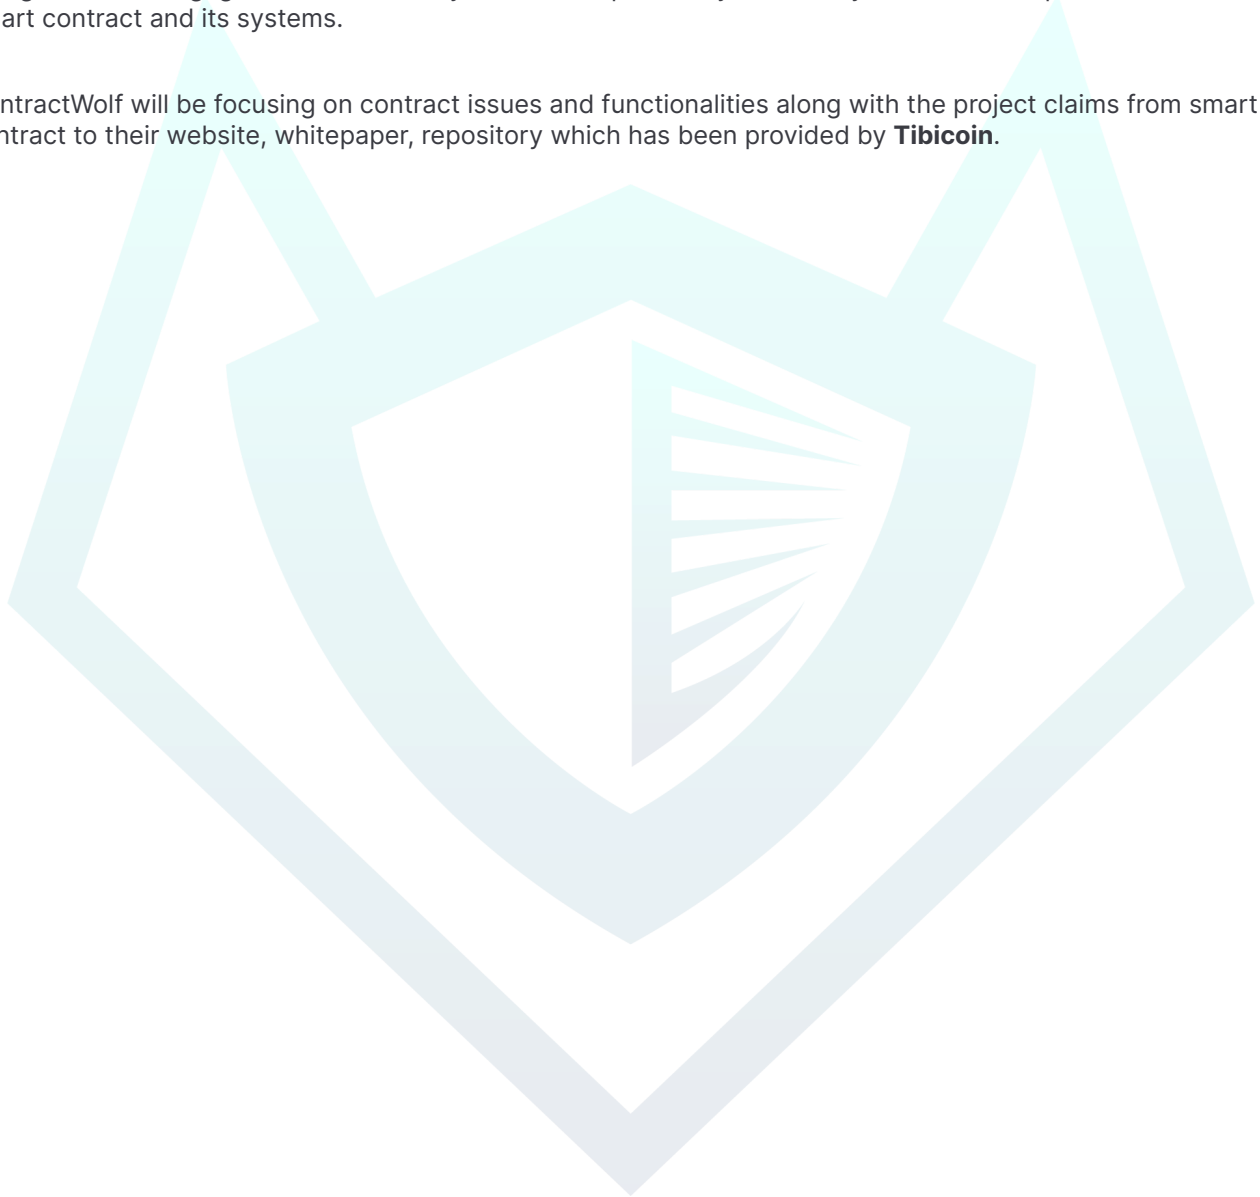 art contract and its systems.
ntractWolf will be focusing on contract issues and functionalities along with the project claims from smart
ntract to their website, whitepaper, repository which has been provided by Tibicoin.